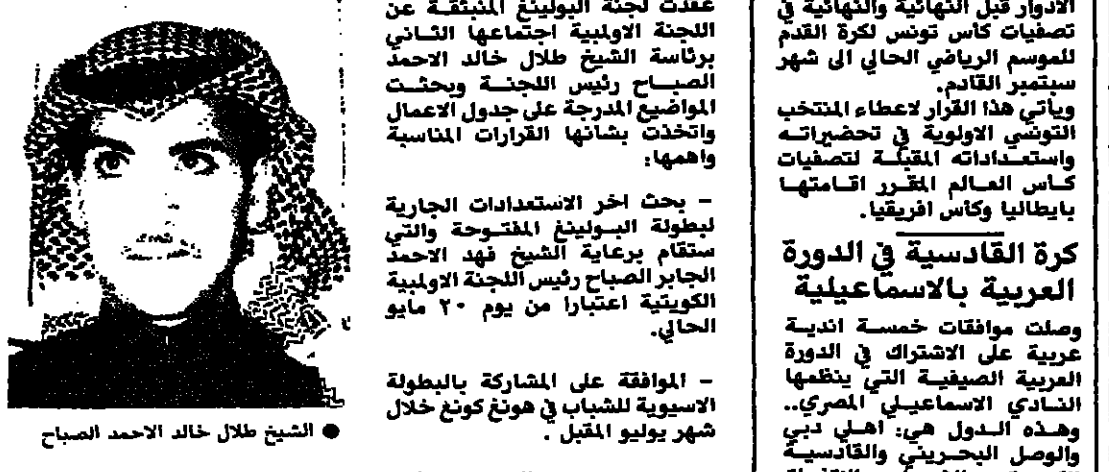 الادوار قبل النهائية والنهائية في
تصفيات كأس تونس لكرة القدم
للموسم الرياضي الحالي الى شهر
سبتمبر القادم.
ويأتي هذا القرار لاعطاء المنتخب
التونسي الاولوية في تحضيراته
واستعداداته المقبلة لتصفيات
كأس العالم المقرر اقامتها
بايطاليا وكأس افريقيا.
كرة القادسية في الدورة
العربية بالاسماعيلية
وصلت موافقات خمسة اندية
عربية على الاشتراك في الدورة
العربية الصيفية التي ينظمها
النادي الاسماعيلي المصري..
وهذه الدول هي: اهلي دبي
والوصل البحريني والقادسية
عقدت لجنة البولينغ المنبثقة عن
اللجنة الاولمبية اجتماعها الثاني
برئاسة الشيخ طلال خالد الاحمد
الصباح رئيس اللجنة وبحثت
المواضيع المدرجة على جدول الاعمال
واتخذت بشانها القرارات المناسبة
واهمها:
– بحث اخر الاستعدادات الجارية
لبطولة البولينغ المفتوحة والتي
ستقام برعاية الشيخ فهد الاحمد
الجابر الصباح رئيس اللجنة الاولمبية
الكويتية اعتبارا من يوم ٢٠ مايو
الحالي.
– الموافقة على المشاركة بالبطولة
الاسيوية للشباب في هونغ كونغ خلال
شهر يوليو المقبل .
● الشيخ طلال خالد الاحمد الصباح